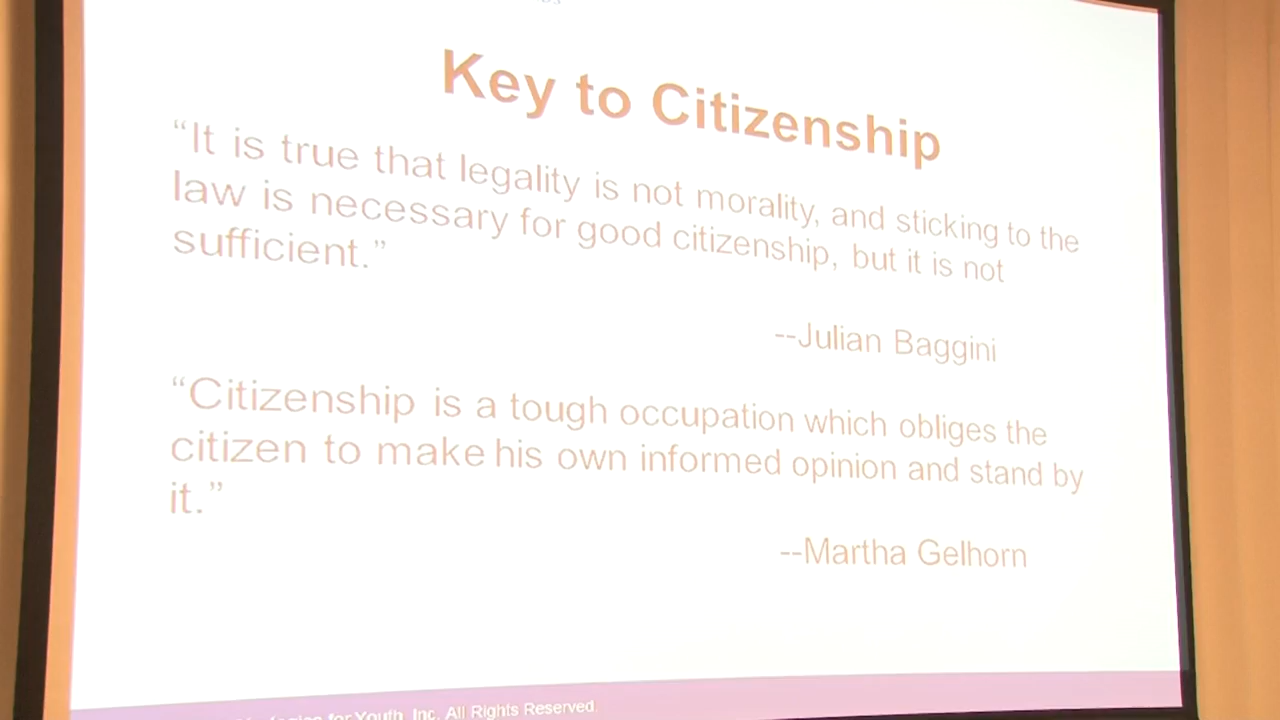 Key to Citizenship
“It is true that legality is not morality, and sticking to the
law is necessary for good citizenship, but it is not
sufficient.”
--Julian Baggini
“Citizenship is a tough occupation which obliges the
citizen to make his own informed opinion and stand by
it.”
--Martha Gelhorn
for Youth, Inc. All Rights Reserved.